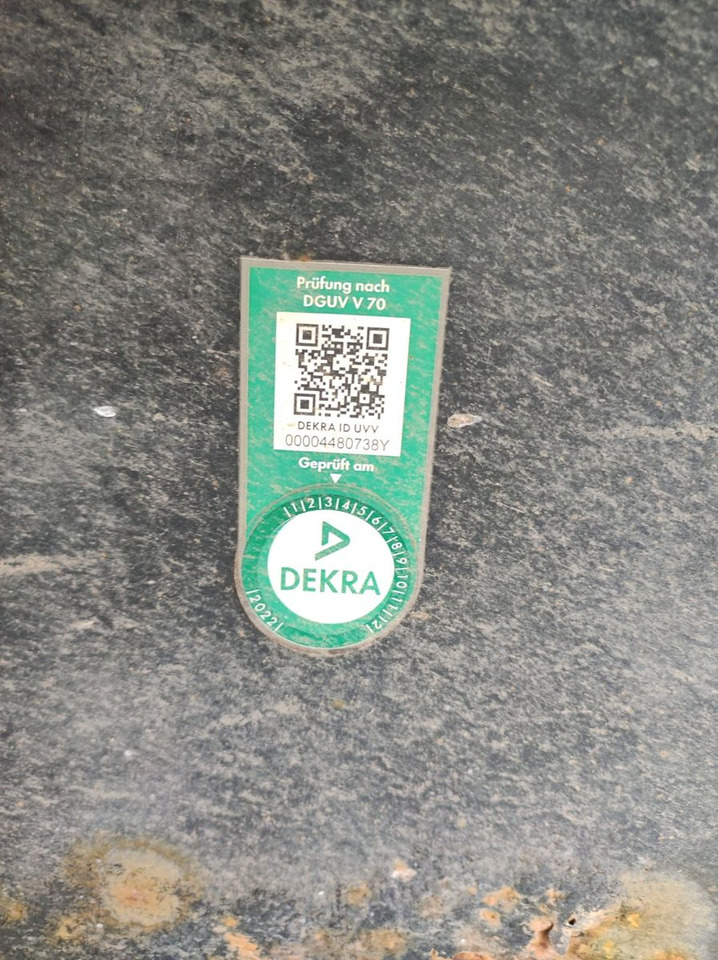 Prüfung nach
DGUV V 70
DEKRA ID UVV
00004480738Y
Geprüft am
|1|2|3|4|5|6|7|8|9|10|11|12|
DEKRA
|2022|